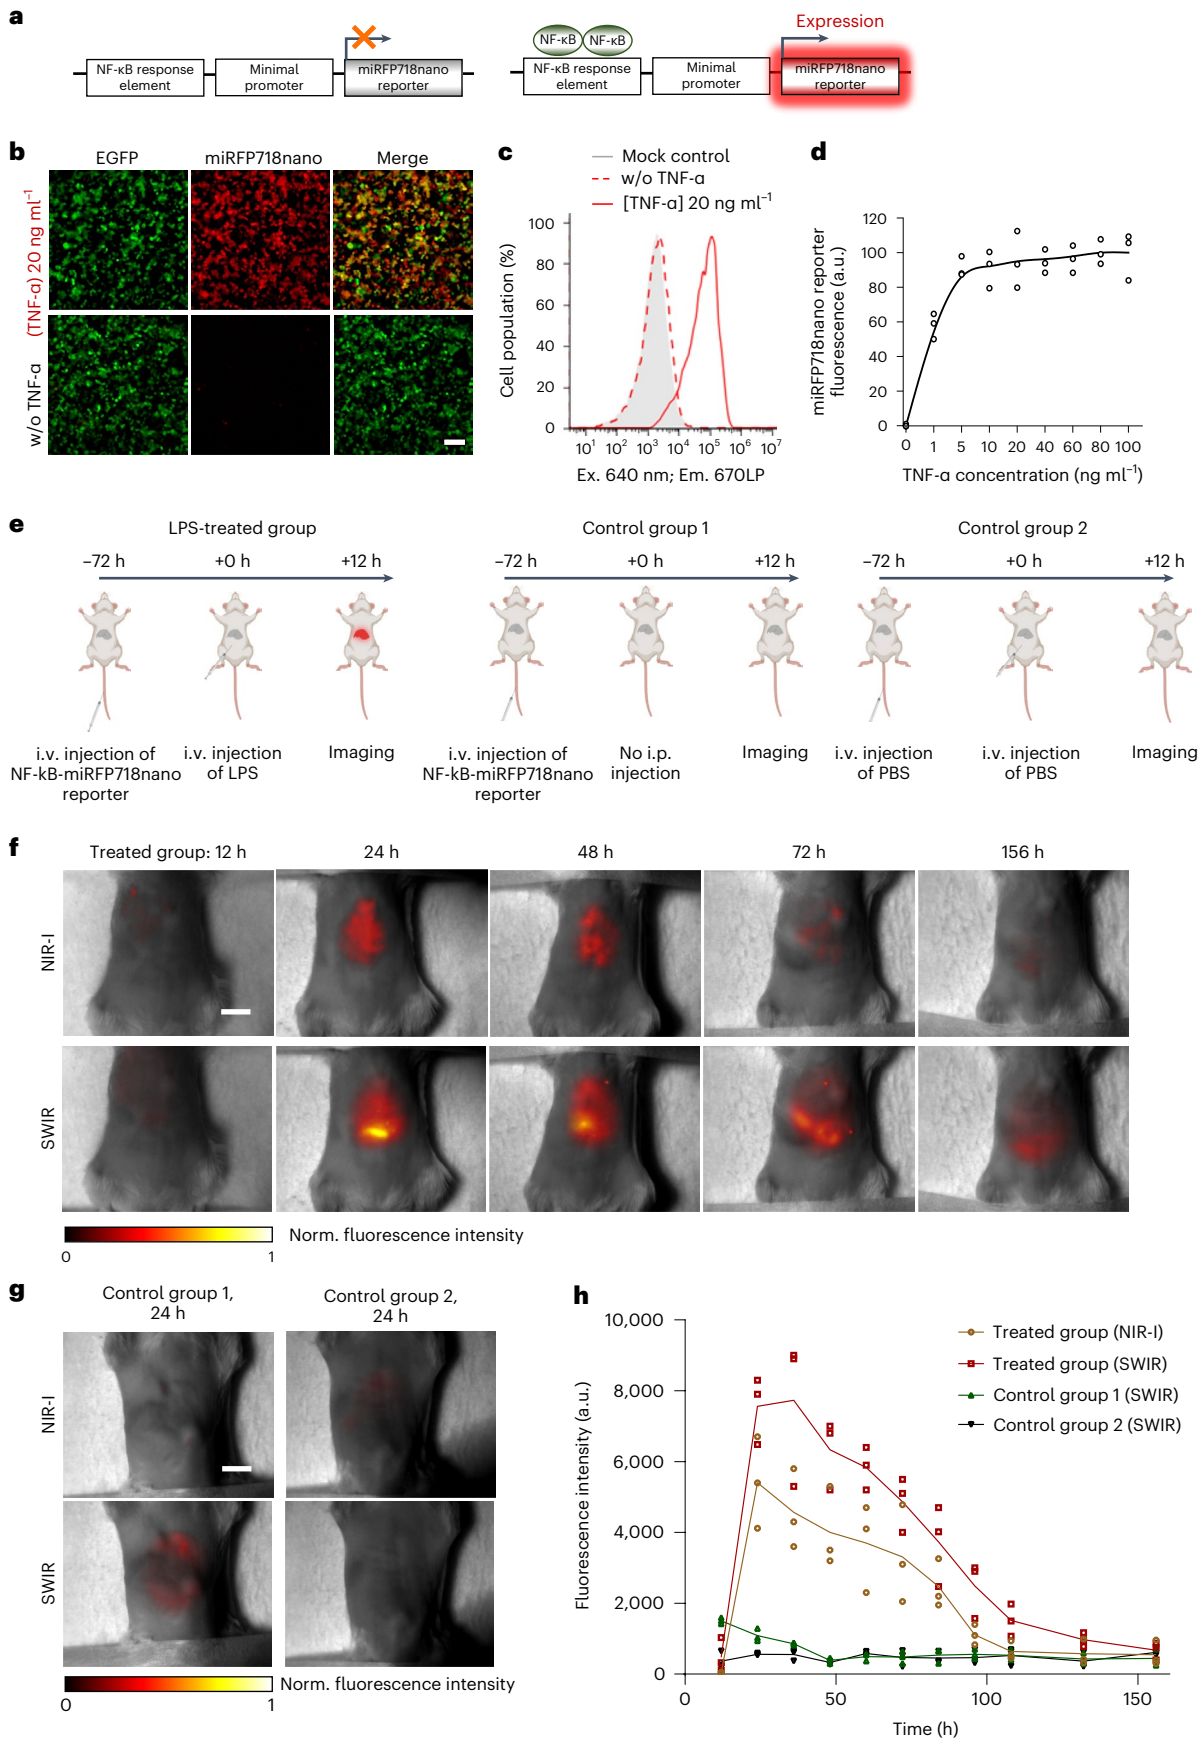 a
Expression
NF-κB NF-κB
NF-κB response
element
Minimal
promoter
miRFP718nano
reporter
NF-κB response
element
Minimal
promoter
miRFP718nano
reporter
b
EGFP miRFP718nano Merge
(TNF-α) 20 ng ml⁻¹
w/o TNF-α
c
Mock control
w/o TNF-α
[TNF-α] 20 ng ml⁻¹
Cell population (%)
100
80
60
40
20
0
10¹ 10² 10³ 10⁴ 10⁵ 10⁶ 10⁷
Ex. 640 nm; Em. 670LP
d
miRFP718nano reporter
fluorescence (a.u.)
120
100
80
60
40
20
0
0 1 5 10 20 40 60 80 100
TNF-α concentration (ng ml⁻¹)
e
LPS-treated group
−72 h +0 h +12 h
i.v. injection of
NF-kB-miRFP718nano
reporter
i.v. injection
of LPS
Imaging
Control group 1
−72 h +0 h +12 h
i.v. injection of
NF-kB-miRFP718nano
reporter
No i.p.
injection
Imaging
Control group 2
−72 h +0 h +12 h
i.v. injection
of PBS
i.v. injection
of PBS
Imaging
f
Treated group: 12 h 24 h 48 h 72 h 156 h
NIR-I
SWIR
0 1
Norm. fluorescence intensity
g
Control group 1,
24 h
Control group 2,
24 h
NIR-I
SWIR
0 1
Norm. fluorescence intensity
h
Fluorescence intensity (a.u.)
10,000
8,000
6,000
4,000
2,000
0
0 50 100 150
Time (h)
Treated group (NIR-I)
Treated group (SWIR)
Control group 1 (SWIR)
Control group 2 (SWIR)